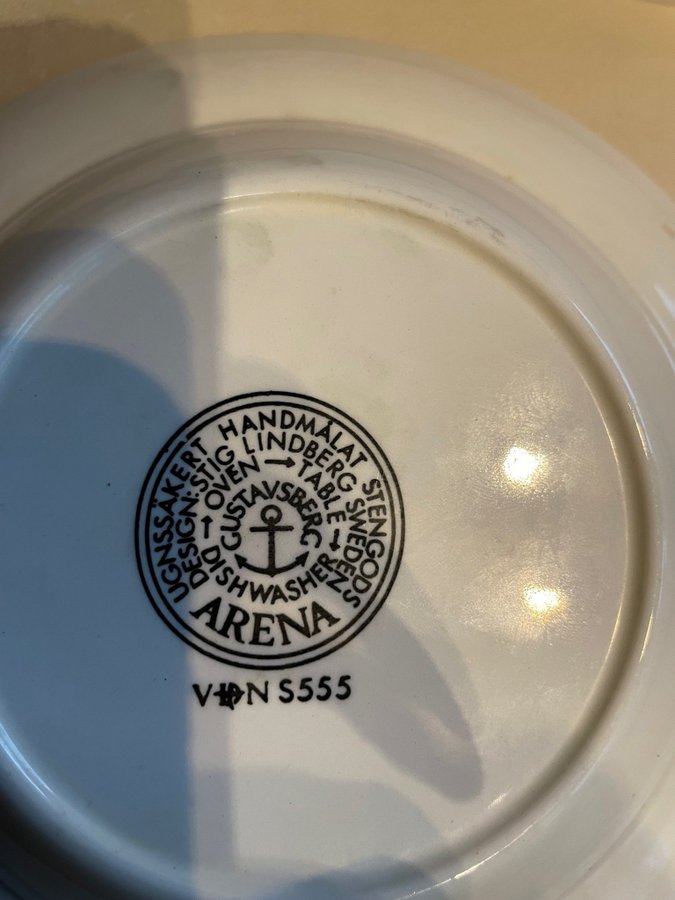 UGNSSÄKERT HANDMÅLAT STENGODS
DESIGN: STIG LINDBERG SWEDEN
OVEN → TABLE → DISHWASHER →
GUSTAVSBERG
ARENA
S555